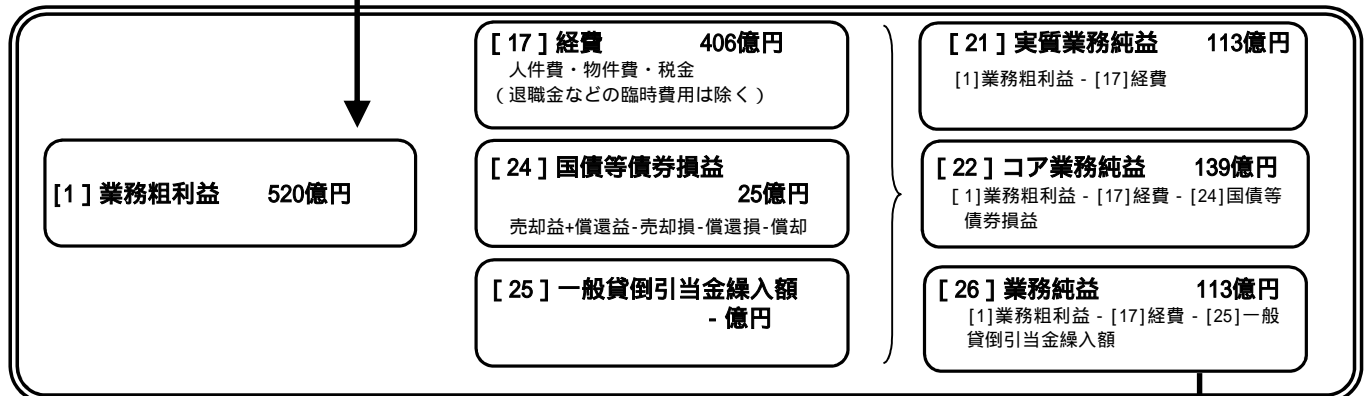 [1] 業務粗利益 520億円
[ 17 ] 経費 406億円
人件費・物件費・税金
( 退職金などの臨時費用は除く )
[ 24 ] 国債等債券損益
25億円
売却益+償還益-売却損-償還損-償却
[ 25 ] 一般貸倒引当金繰入額
- 億円
[ 21 ] 実質業務純益 113億円
[1]業務粗利益 - [17]経費
[ 22 ] コア業務純益 139億円
[ 1]業務粗利益 - [17]経費 - [24]国債等
債券損益
[ 26 ] 業務純益 113億円
[1]業務粗利益 - [17]経費 - [25]一般
貸倒引当金繰入額